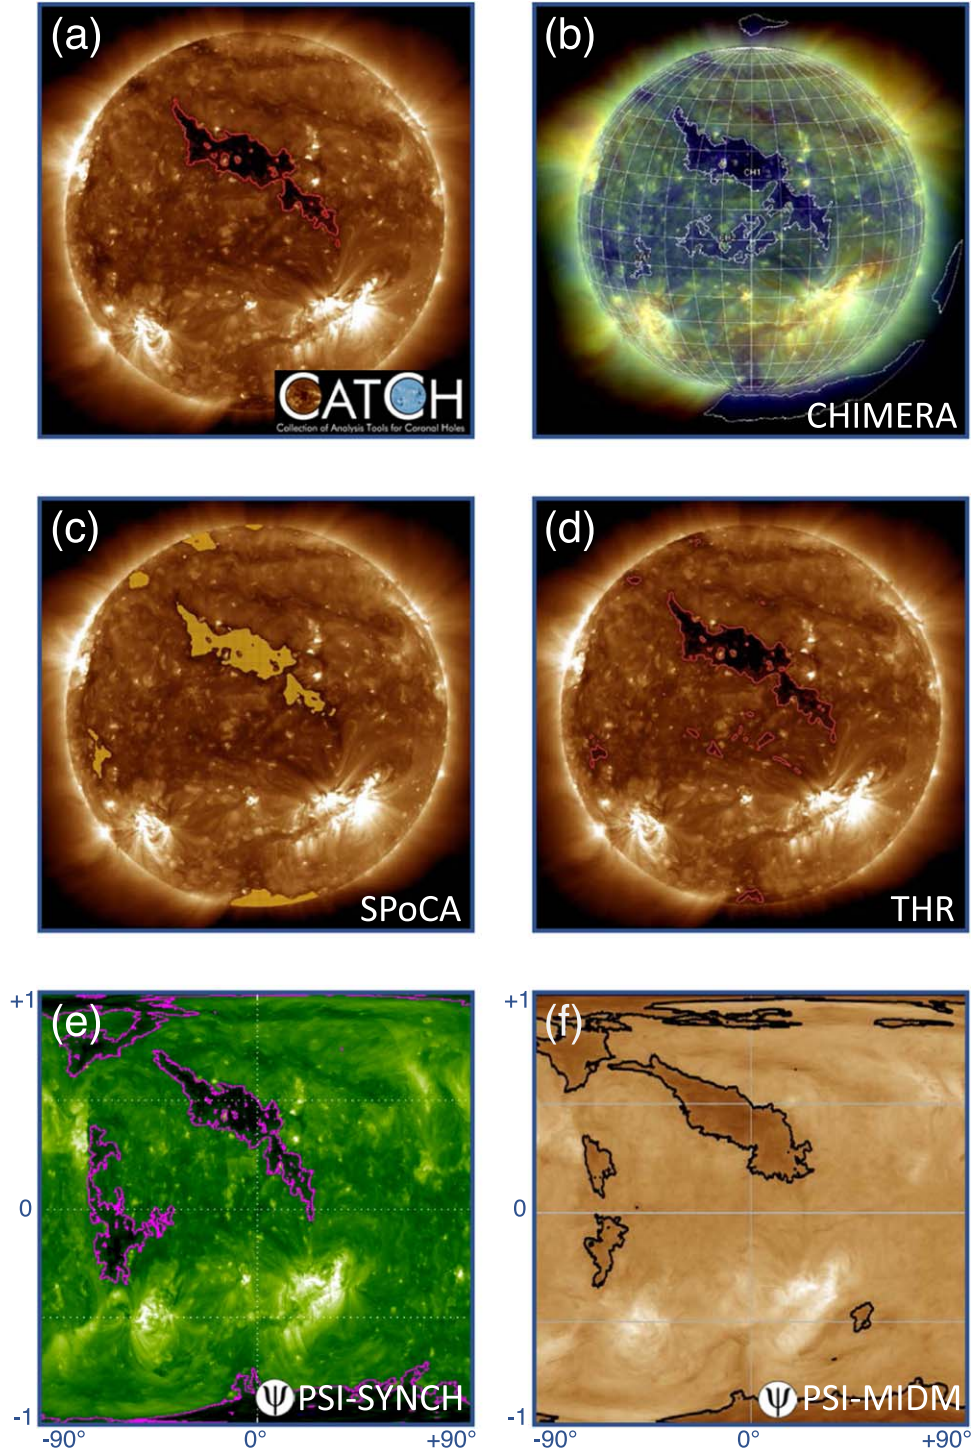 (a)
CATCH
Collection of Analysis Tools for Coronal Holes
(b)
CH1
CHIMERA
(c)
SPoCA
(d)
THR
+1
(e)
0
-1
Ψ PSI-SYNCH
-90°
0°
+90°
+1
(f)
0
-1
Ψ PSI-MIDM
-90°
0°
+90°